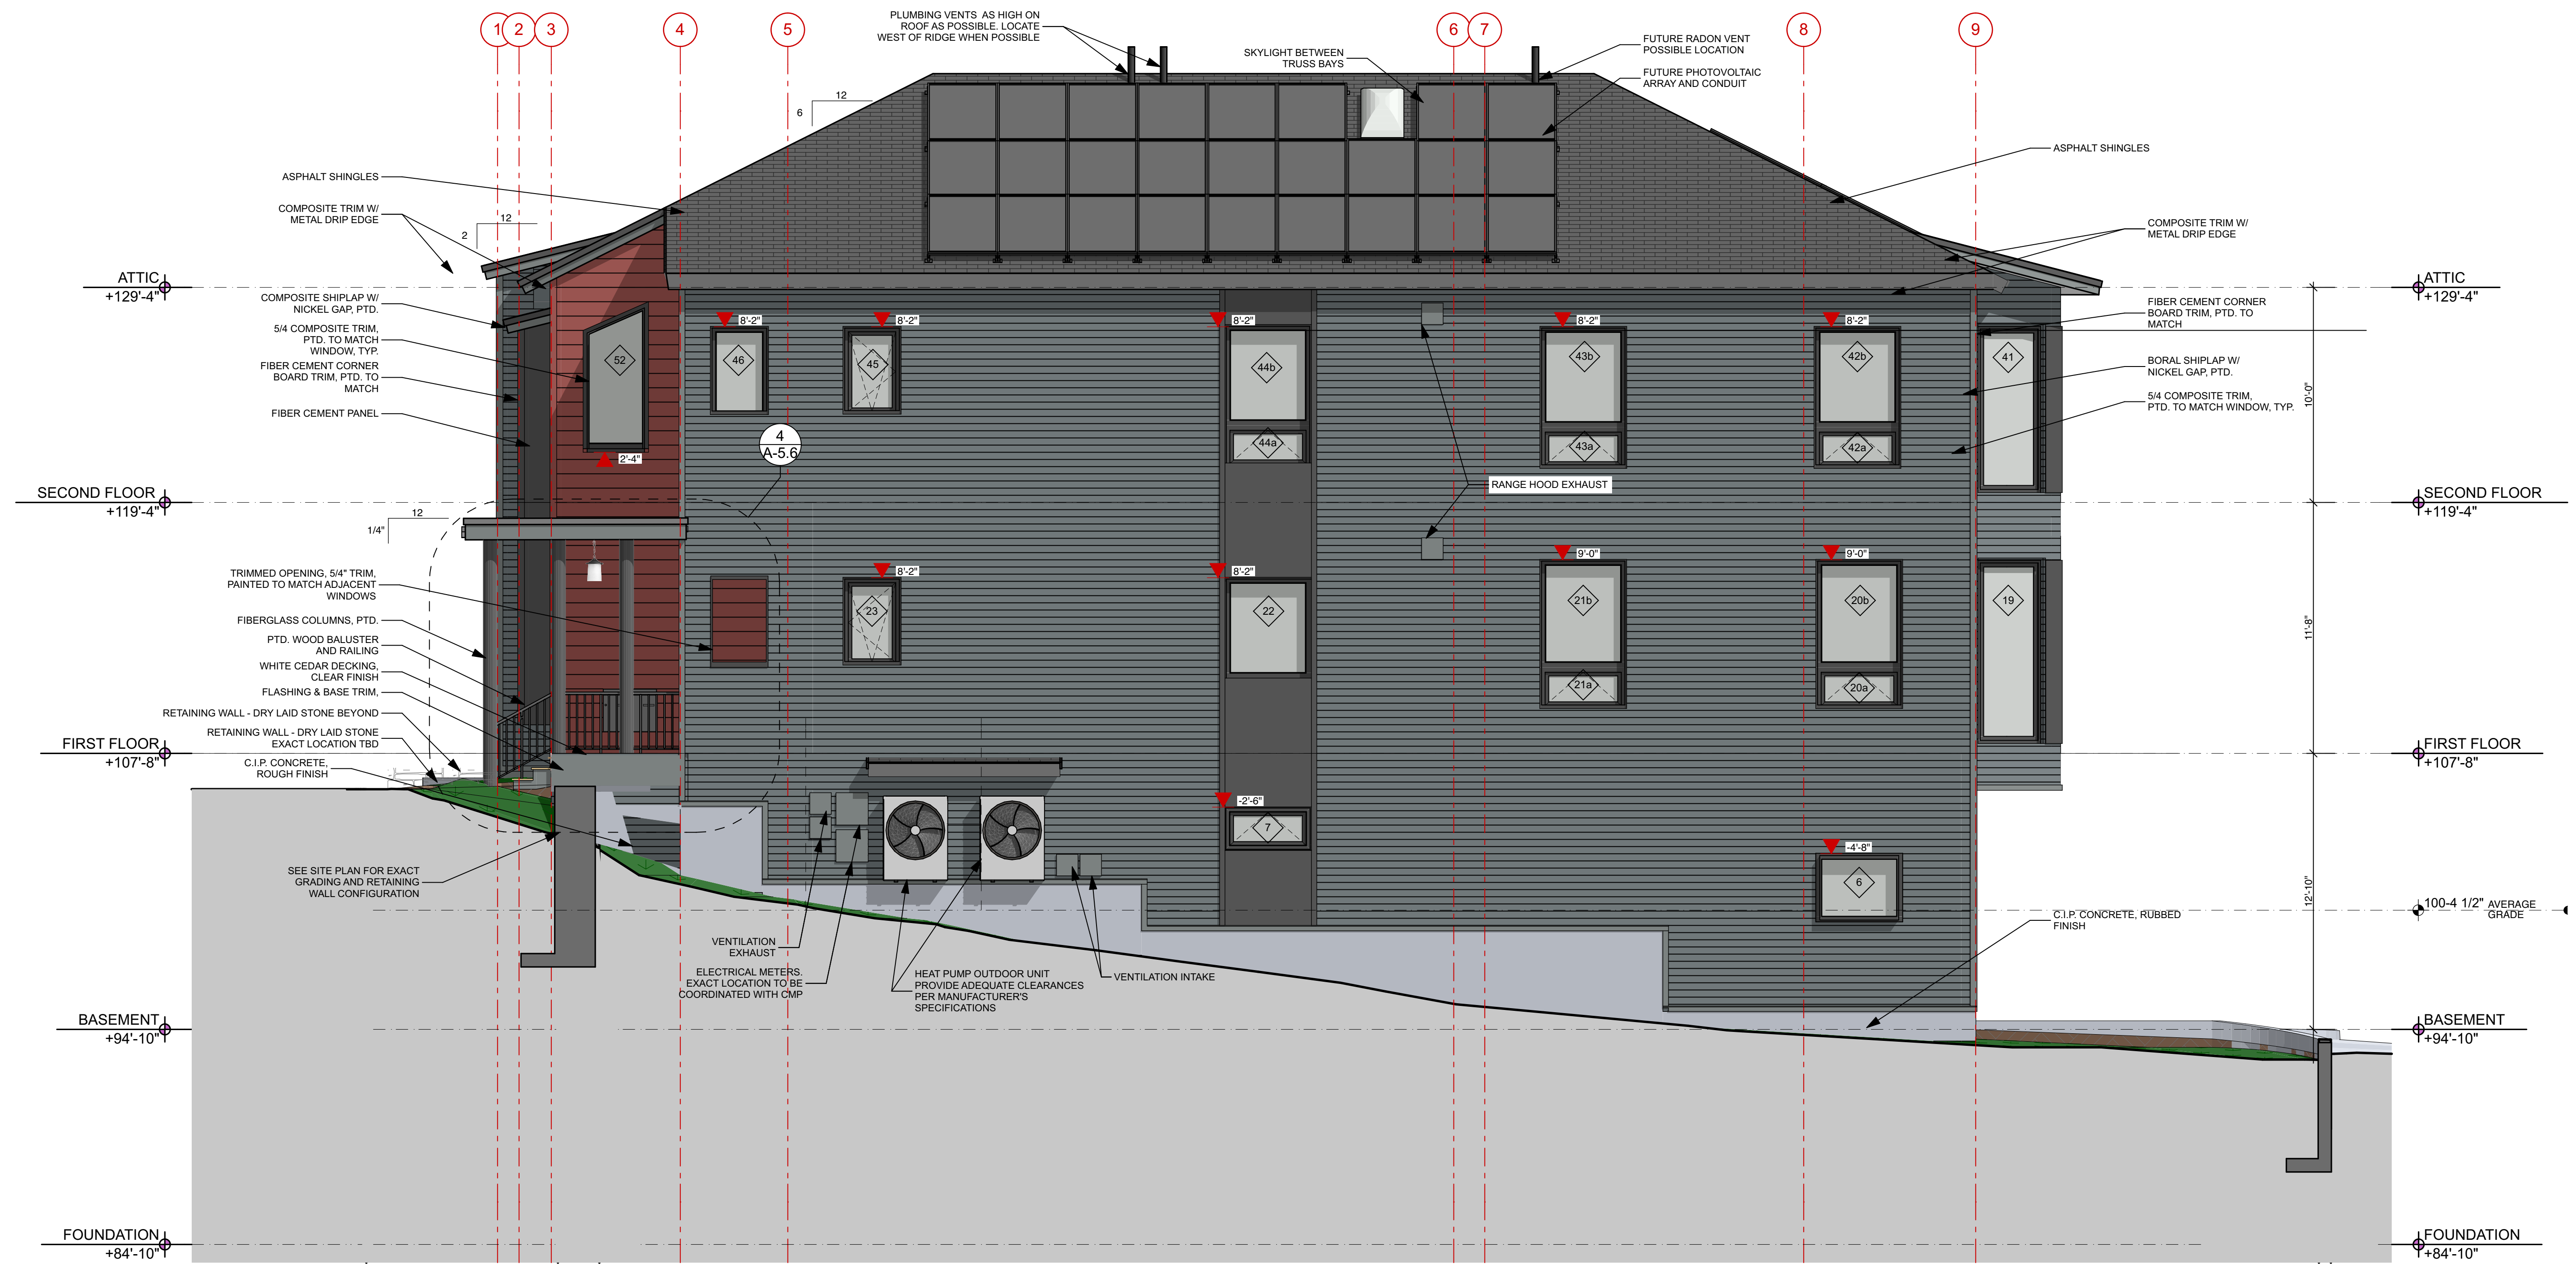 1
2
3
4
5
6
7
8
9
PLUMBING VENTS AS HIGH ON
ROOF AS POSSIBLE. LOCATE
WEST OF RIDGE WHEN POSSIBLE
SKYLIGHT BETWEEN
TRUSS BAYS
FUTURE RADON VENT
POSSIBLE LOCATION
FUTURE PHOTOVOLTAIC
ARRAY AND CONDUIT
12
6
ASPHALT SHINGLES
ASPHALT SHINGLES
COMPOSITE TRIM W/
METAL DRIP EDGE
12
2
COMPOSITE TRIM W/
METAL DRIP EDGE
ATTIC
+129'-4"
ATTIC
+129'-4"
COMPOSITE SHIPLAP W/
NICKEL GAP, PTD.
5/4 COMPOSITE TRIM,
PTD. TO MATCH
WINDOW, TYP.
FIBER CEMENT CORNER
BOARD TRIM, PTD. TO
MATCH
FIBER CEMENT PANEL
FIBER CEMENT CORNER
BOARD TRIM, PTD. TO
MATCH
BORAL SHIPLAP W/
NICKEL GAP, PTD.
5/4 COMPOSITE TRIM,
PTD. TO MATCH WINDOW, TYP.
8'-2"
8'-2"
8'-2"
8'-2"
8'-2"
52
46
45
44b
43b
42b
41
44a
43a
42a
2'-4"
4
A-5.6
10'-0"
RANGE HOOD EXHAUST
SECOND FLOOR
+119'-4"
SECOND FLOOR
+119'-4"
12
1/4"
TRIMMED OPENING, 5/4" TRIM,
PAINTED TO MATCH ADJACENT
WINDOWS
FIBERGLASS COLUMNS, PTD.
PTD. WOOD BALUSTER
AND RAILING
WHITE CEDAR DECKING,
CLEAR FINISH
FLASHING & BASE TRIM,
RETAINING WALL - DRY LAID STONE BEYOND
RETAINING WALL - DRY LAID STONE
EXACT LOCATION TBD
C.I.P. CONCRETE,
ROUGH FINISH
8'-2"
8'-2"
9'-0"
9'-0"
23
22
21b
20b
19
21a
20a
11'-8"
FIRST FLOOR
+107'-8"
FIRST FLOOR
+107'-8"
-2'-6"
7
-4'-8"
6
12'-10"
SEE SITE PLAN FOR EXACT
GRADING AND RETAINING
WALL CONFIGURATION
100-4 1/2"
AVERAGE
GRADE
C.I.P. CONCRETE, RUBBED
FINISH
VENTILATION
EXHAUST
ELECTRICAL METERS.
EXACT LOCATION TO BE
COORDINATED WITH CMP
HEAT PUMP OUTDOOR UNIT
PROVIDE ADEQUATE CLEARANCES
PER MANUFACTURER'S
SPECIFICATIONS
VENTILATION INTAKE
BASEMENT
+94'-10"
BASEMENT
+94'-10"
FOUNDATION
+84'-10"
FOUNDATION
+84'-10"